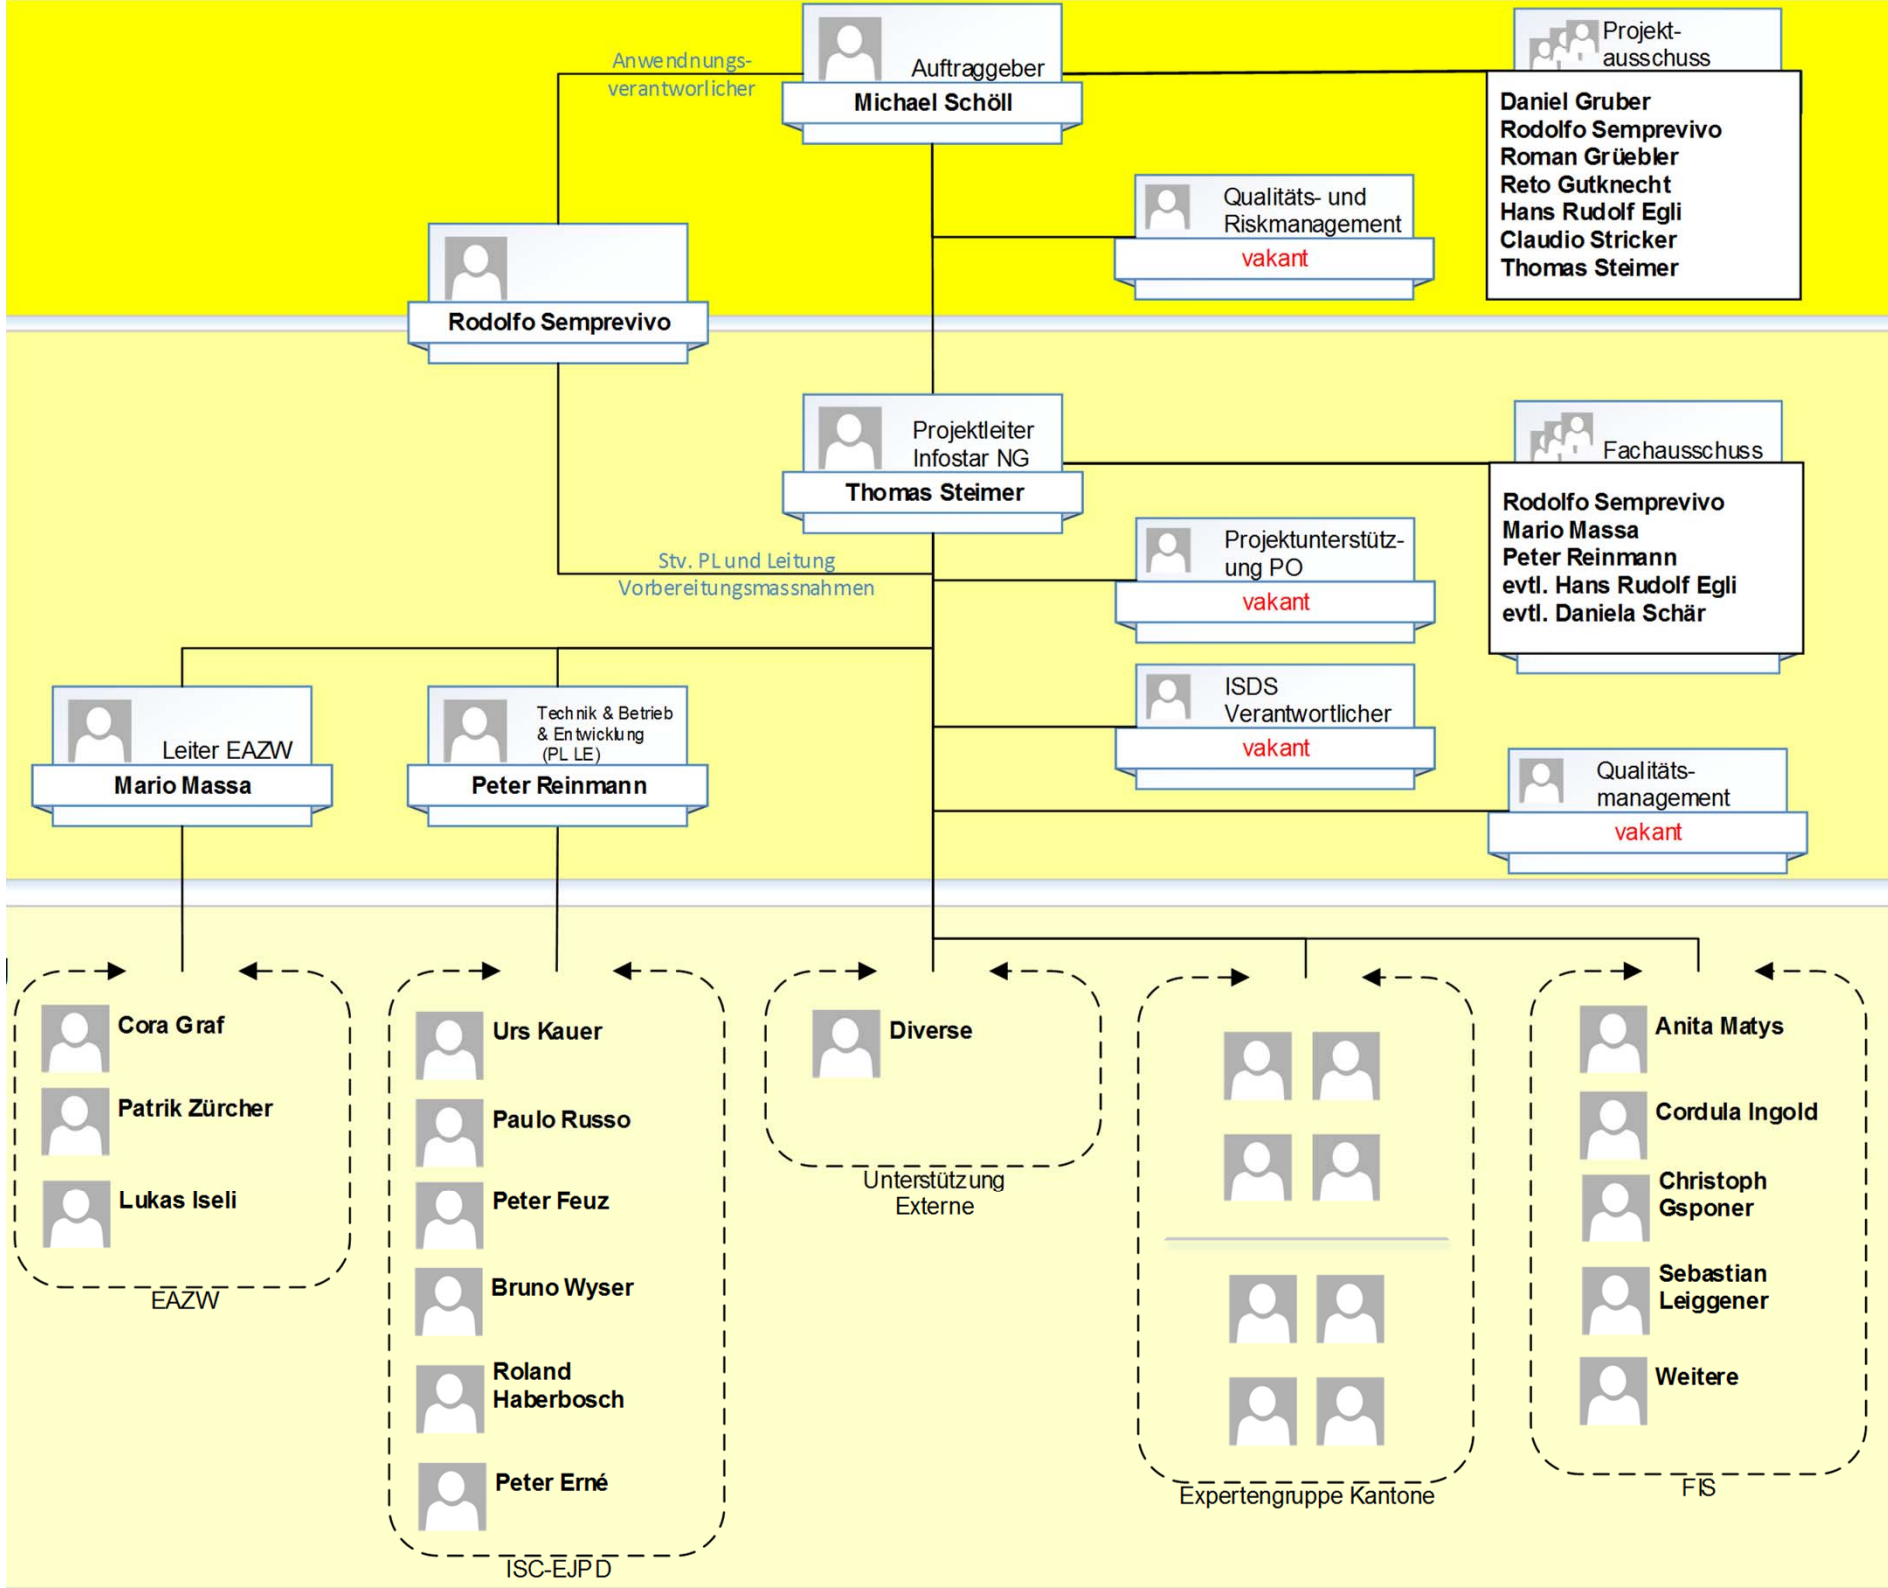 Anwendnungs-
verantworlicher
Auftraggeber
Michael Schöll
Projekt-
ausschuss
Daniel Gruber
Rodolfo Semprevivo
Roman Grüebler
Reto Gutknecht
Hans Rudolf Egli
Claudio Stricker
Thomas Steimer
Qualitäts- und
Riskmanagement
vakant
Rodolfo Semprevivo
Projektleiter
Infostar NG
Thomas Steimer
Fachausschuss
Rodolfo Semprevivo
Mario Massa
Peter Reinmann
evtl. Hans Rudolf Egli
evtl. Daniela Schär
Stv. PL und Leitung
Vorbereitungsmassnahmen
Projektunterstütz-
ung PO
vakant
ISDS
Verantwortlicher
vakant
Leiter EAZW
Mario Massa
Technik & Betrieb
& Entwicklung
(PL LE)
Peter Reinmann
Qualitäts-
management
vakant
Cora Graf
Patrik Zürcher
Lukas Iseli
EAZW
Urs Kauer
Paulo Russo
Peter Feuz
Bruno Wyser
Roland
Haberbosch
Peter Erné
ISC-EJPD
Diverse
Unterstützung
Externe
Expertengruppe Kantone
Anita Matys
Cordula Ingold
Christoph
Gsponer
Sebastian
Leiggener
Weitere
FIS